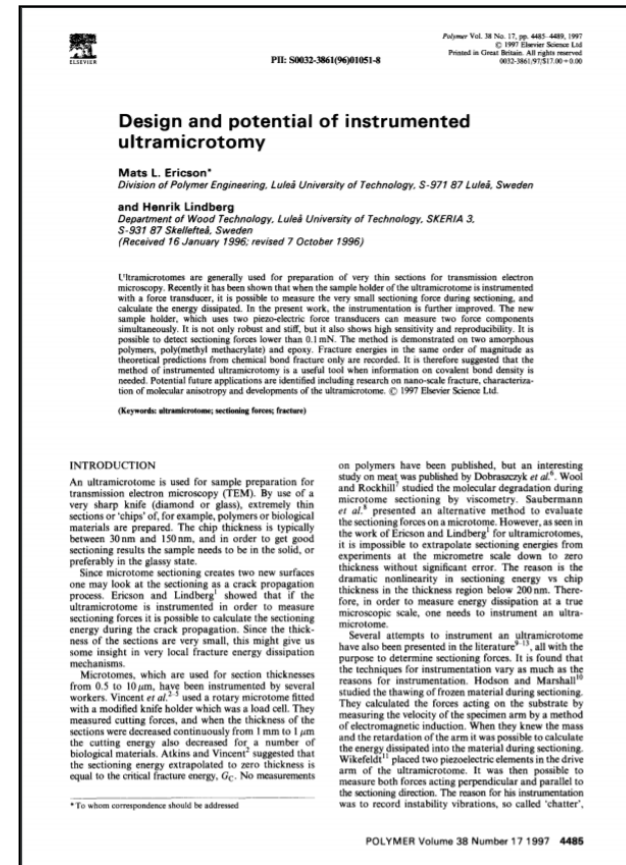 ELSEVIER
PII: S0032-3861(96)01051-8
Polymer Vol. 38 No. 17, pp. 4485–4489, 1997
© 1997 Elsevier Science Ltd
Printed in Great Britain. All rights reserved
0032-3861/97/$17.00+0.00
Design and potential of instrumented
ultramicrotomy
Mats L. Ericson*
Division of Polymer Engineering, Luleå University of Technology, S-971 87 Luleå, Sweden
and Henrik Lindberg
Department of Wood Technology, Luleå University of Technology, SKERIA 3,
S-931 87 Skellefteå, Sweden
(Received 16 January 1996; revised 7 October 1996)
Ultramicrotomes are generally used for preparation of very thin sections for transmission electron
microscopy. Recently it has been shown that when the sample holder of the ultramicrotome is instrumented
with a force transducer, it is possible to measure the very small sectioning force during sectioning, and
calculate the energy dissipated. In the present work, the instrumentation is further improved. The new
sample holder, which uses two piezo-electric force transducers can measure two force components
simultaneously. It is not only robust and stiff, but it also shows high sensitivity and reproducibility. It is
possible to detect sectioning forces lower than 0.1 mN. The method is demonstrated on two amorphous
polymers, poly(methyl methacrylate) and epoxy. Fracture energies in the same order of magnitude as
theoretical predictions from chemical bond fracture only are recorded. It is therefore suggested that the
method of instrumented ultramicrotomy is a useful tool when information on covalent bond density is
needed. Potential future applications are identified including research on nano-scale fracture, characteriza-
tion of molecular anisotropy and developments of the ultramicrotome. © 1997 Elsevier Science Ltd.
(Keywords: ultramicrotome; sectioning forces; fracture)
INTRODUCTION
An ultramicrotome is used for sample preparation for
transmission electron microscopy (TEM). By use of a
very sharp knife (diamond or glass), extremely thin
sections or 'chips' of, for example, polymers or biological
materials are prepared. The chip thickness is typically
between 30 nm and 150 nm, and in order to get good
sectioning results the sample needs to be in the solid, or
preferably in the glassy state.
Since microtome sectioning creates two new surfaces
one may look at the sectioning as a crack propagation
process. Ericson and Lindberg1 showed that if the
ultramicrotome is instrumented in order to measure
sectioning forces it is possible to calculate the sectioning
energy during the crack propagation. Since the thick-
ness of the sections are very small, this might give us
some insight in very local fracture energy dissipation
mechanisms.
Microtomes, which are used for section thicknesses
from 0.5 to 10 μm, have been instrumented by several
workers. Vincent et al.2–5 used a rotary microtome fitted
with a modified knife holder which was a load cell. They
measured cutting forces, and when the thickness of the
sections were decreased continuously from 1 mm to 1 μm
the cutting energy also decreased for a number of
biological materials. Atkins and Vincent2 suggested that
the sectioning energy extrapolated to zero thickness is
equal to the critical fracture energy, GC. No measurements
* To whom correspondence should be addressed
on polymers have been published, but an interesting
study on meat was published by Dobraszczyk et al.6. Wool
and Rockhill7 studied the molecular degradation during
microtome sectioning by viscometry. Saubermann
et al.8 presented an alternative method to evaluate
the sectioning forces on a microtome. However, as seen in
the work of Ericson and Lindberg1 for ultramicrotomes,
it is impossible to extrapolate sectioning energies from
experiments at the micrometre scale down to zero
thickness without significant error. The reason is the
dramatic nonlinearity in sectioning energy vs chip
thickness in the thickness region below 200 nm. There-
fore, in order to measure energy dissipation at a true
microscopic scale, one needs to instrument an ultra-
microtome.
Several attempts to instrument an ultramicrotome
have also been presented in the literature9–13, all with the
purpose to determine sectioning forces. It is found that
the techniques for instrumentation vary as much as the
reasons for instrumentation. Hodson and Marshall10
studied the thawing of frozen material during sectioning.
They calculated the forces acting on the substrate by
measuring the velocity of the specimen arm by a method
of electromagnetic induction. When they knew the mass
and the retardation of the arm it was possible to calculate
the energy dissipated into the material during sectioning.
Wikefeldt11 placed two piezoelectric elements in the drive
arm of the ultramicrotome. It was then possible to
measure both forces acting perpendicular and parallel to
the sectioning direction. The reason for his instrumentation
was to record instability vibrations, so called 'chatter',
POLYMER Volume 38 Number 17 1997 4485